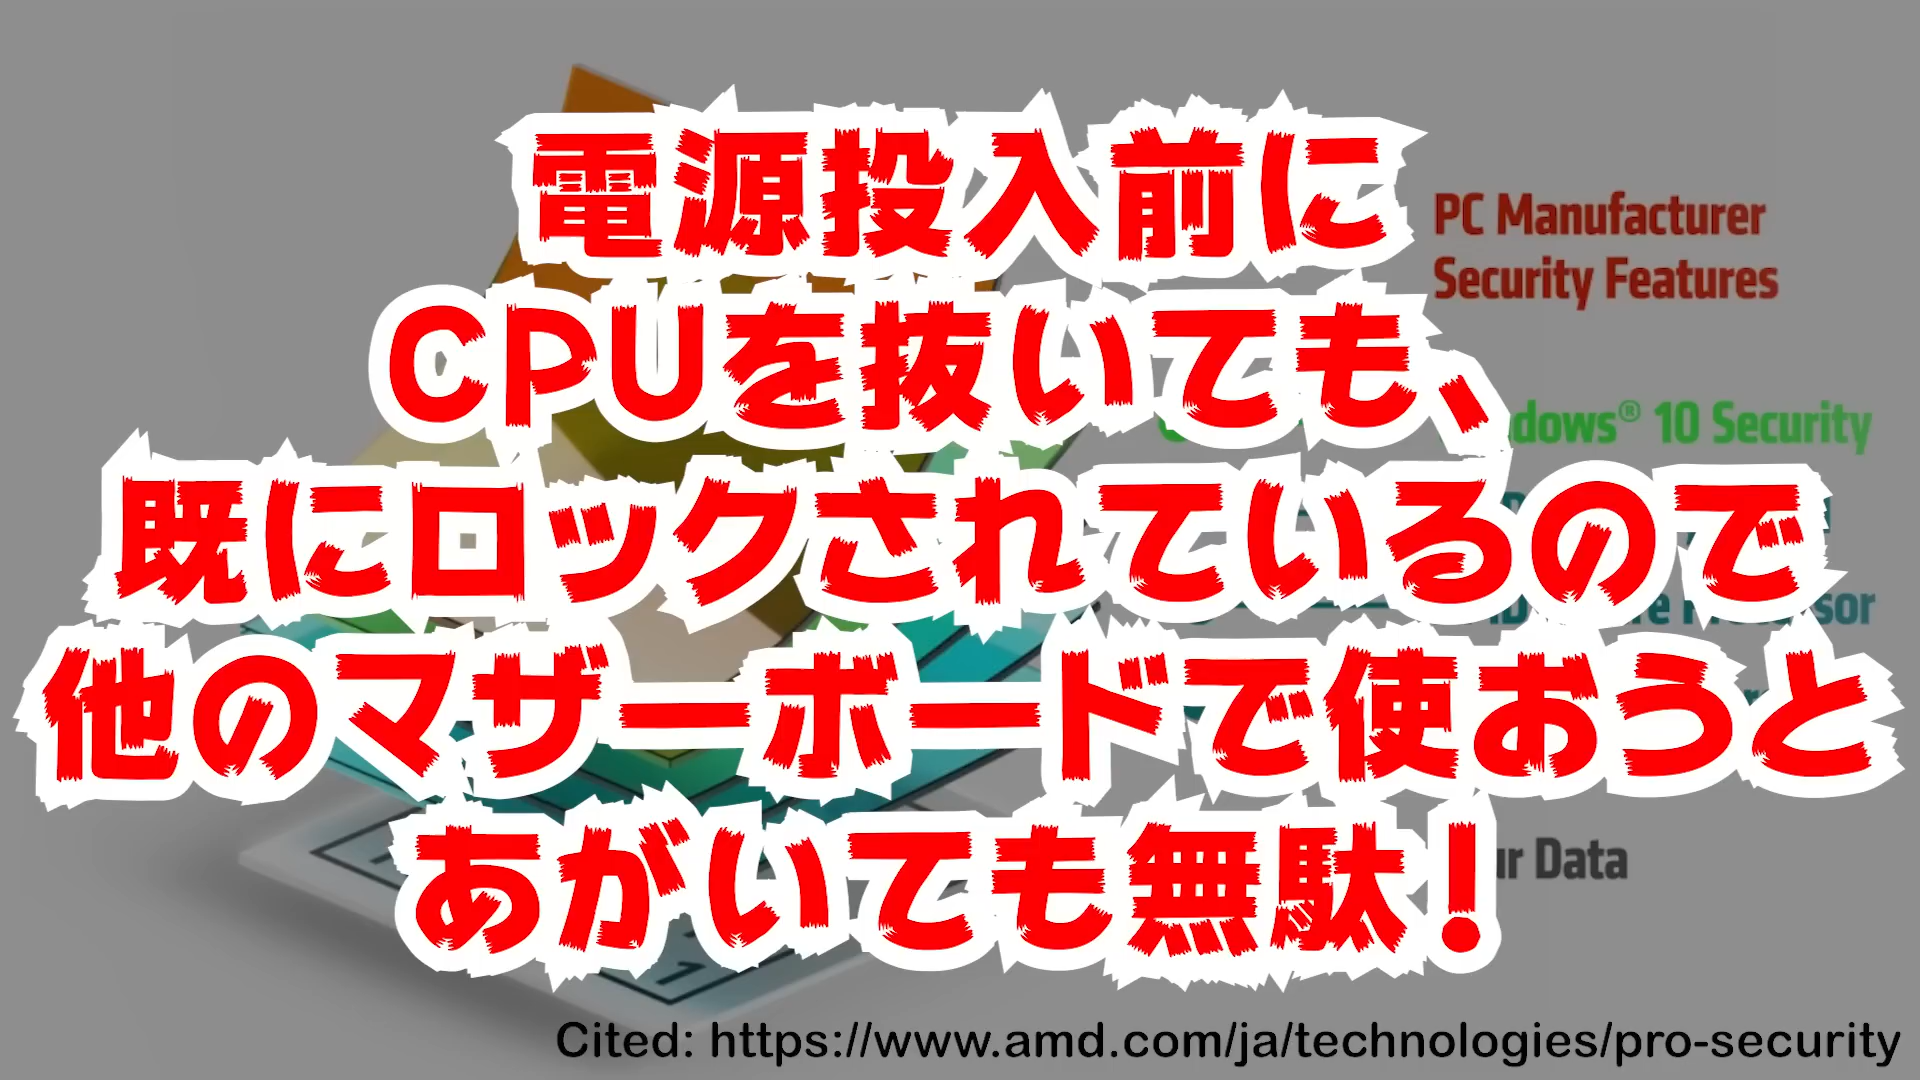 電源投入前に
CPUを抜いても、
既にロックされているので
他のマザーボードで使おうと
あがいても無駄！
PC Manufacturer
Security Features
10 Security
Data
Cited: https://www.amd.com/ja/technologies/pro-security